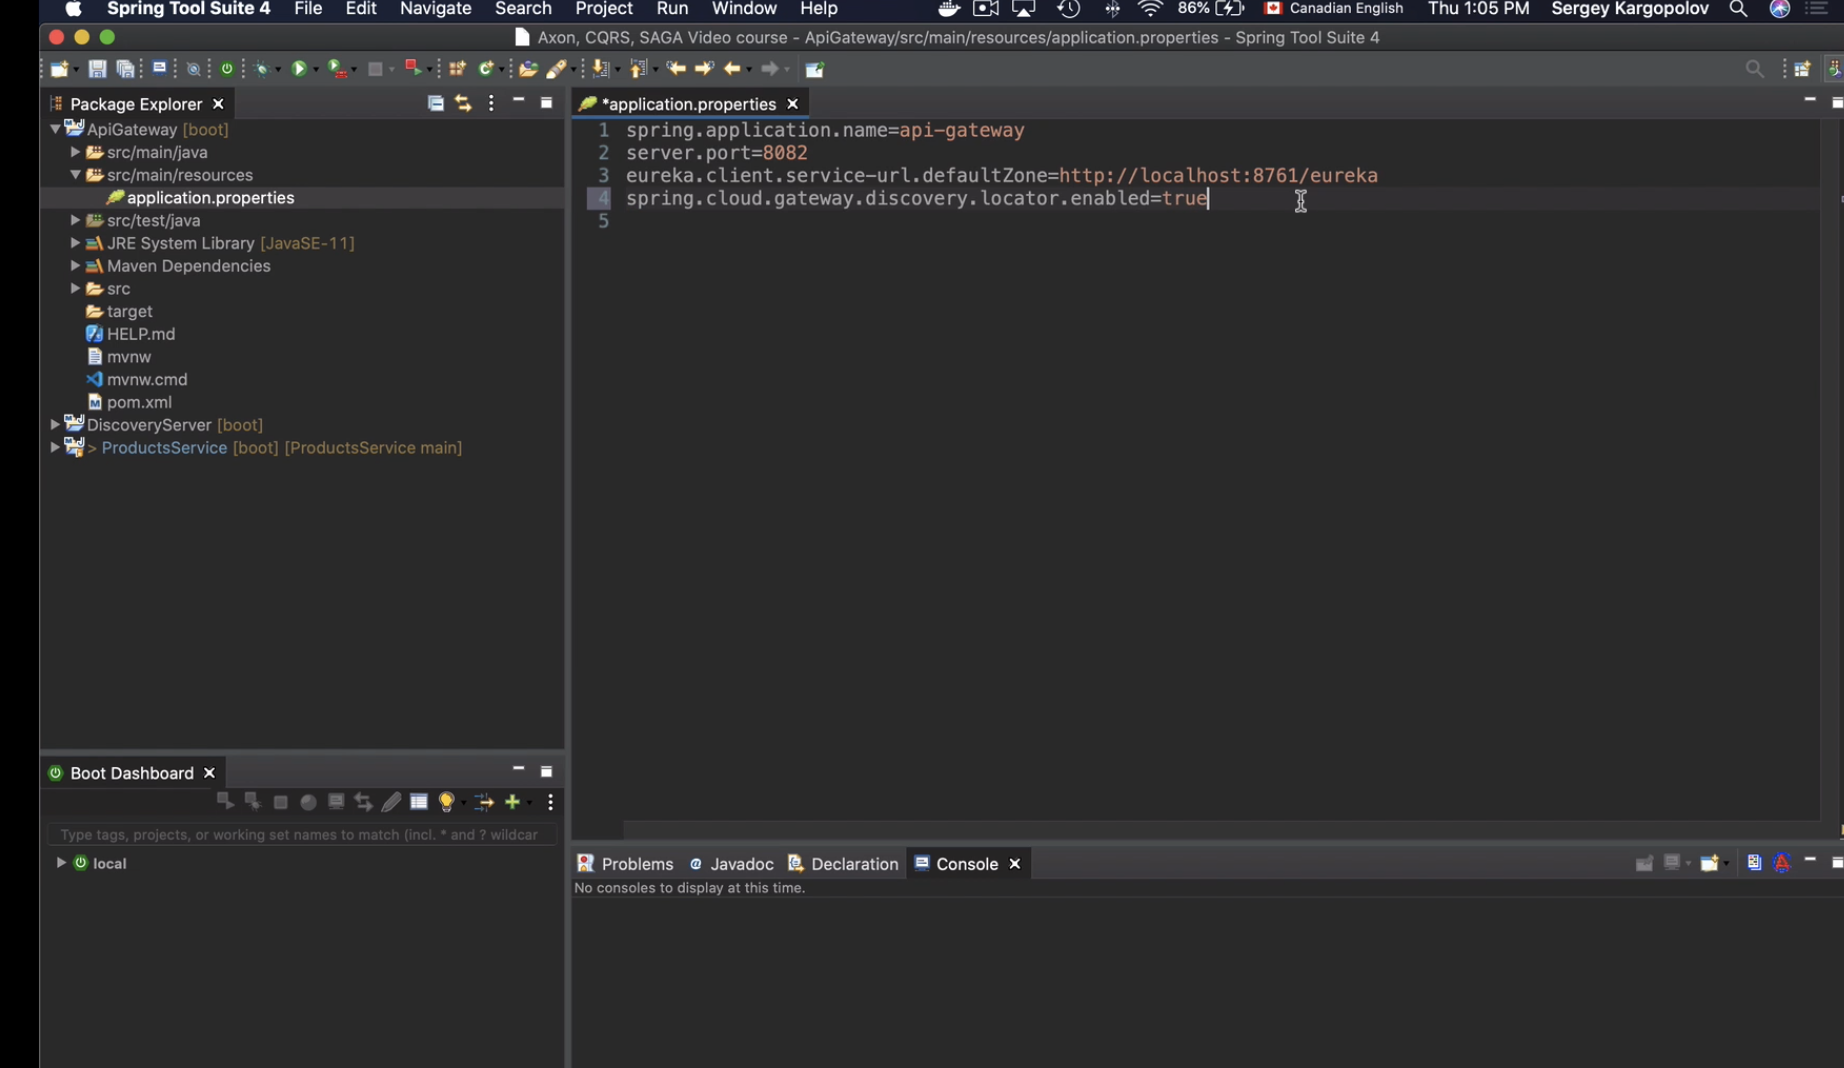 Spring Tool Suite 4 File Edit Navigate Search Project Run Window Help 86% Canadian English Thu 1:05 PM Sergey Kargopolov
Axon, CQRS, SAGA Video course - ApiGateway/src/main/resources/application.properties - Spring Tool Suite 4
Package Explorer
ApiGateway [boot]
src/main/java
src/main/resources
application.properties
src/test/java
JRE System Library [JavaSE-11]
Maven Dependencies
src
target
HELP.md
mvnw
mvnw.cmd
pom.xml
DiscoveryServer [boot]
> ProductsService [boot] [ProductsService main]
*application.properties
1 spring.application.name=api-gateway
2 server.port=8082
3 eureka.client.service-url.defaultZone=http://localhost:8761/eureka
4 spring.cloud.gateway.discovery.locator.enabled=true
5
Boot Dashboard
Type tags, projects, or working set names to match (incl. * and ? wildcar
local
Problems @ Javadoc Declaration Console
No consoles to display at this time.